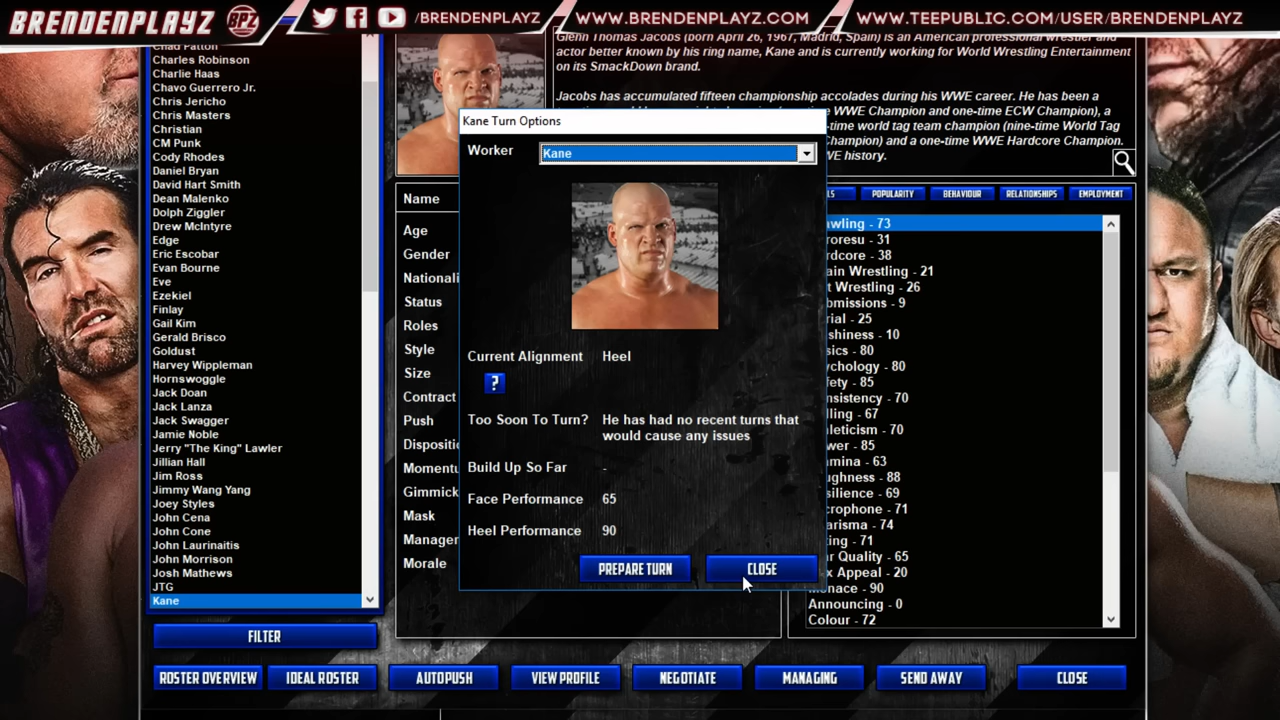 BRENDENPLAYZ
BPZ
/BRENDENPLAYZ
WWW.BRENDENPLAYZ.COM
WWW.TEEPUBLIC.COM/USER/BRENDENPLAYZ
Chad Patton
Charles Robinson
Charlie Haas
Chavo Guerrero Jr.
Chris Jericho
Chris Masters
Christian
CM Punk
Cody Rhodes
Daniel Bryan
David Hart Smith
Dean Malenko
Dolph Ziggler
Drew McIntyre
Edge
Eric Escobar
Evan Bourne
Eve
Ezekiel
Finlay
Gail Kim
Gerald Brisco
Goldust
Harvey Wippleman
Hornswoggle
Jack Doan
Jack Lanza
Jack Swagger
Jamie Noble
Jerry "The King" Lawler
Jillian Hall
Jim Ross
Jimmy Wang Yang
Joey Styles
John Cena
John Cone
John Laurinaitis
John Morrison
Josh Mathews
JTG
Kane
FILTER
Glenn Thomas Jacobs (born April 26, 1967, Madrid, Spain) is an American professional wrestler and
actor better known by his ring name, Kane and is currently working for World Wrestling Entertainment
on its SmackDown brand.
Jacobs has accumulated fifteen championship accolades during his WWE career. He has been a
WWE Champion and one-time ECW Champion), a
-time world tag team champion (nine-time World Tag
Champion) and a one-time WWE Hardcore Champion.
VE history.
Name
Age
Gender
Nationali
Status
Roles
Style
Size
Contract
Push
Dispositi
Momentu
Gimmick
Mask
Manager
Morale
Kane Turn Options
Worker
Kane
Current Alignment Heel
?
Too Soon To Turn? He has had no recent turns that
would cause any issues
Build Up So Far -
Face Performance 65
Heel Performance 90
PREPARE TURN
CLOSE
LS
POPULARITY
BEHAVIOUR
RELATIONSHIPS
EMPLOYMENT
awling - 73
roresu - 31
rdcore - 38
ain Wrestling - 21
t Wrestling - 26
bmissions - 9
rial - 25
shiness - 10
sics - 80
ychology - 80
fety - 85
nsistency - 70
lling - 67
hleticism - 70
wer - 85
amina - 63
ughness - 88
silience - 69
crophone - 71
arisma - 74
ting - 71
ar Quality - 65
x Appeal - 20
nace - 90
Announcing - 0
Colour - 72
ROSTER OVERVIEW
IDEAL ROSTER
AUTOPUSH
VIEW PROFILE
NEGOTIATE
MANAGING
SEND AWAY
CLOSE